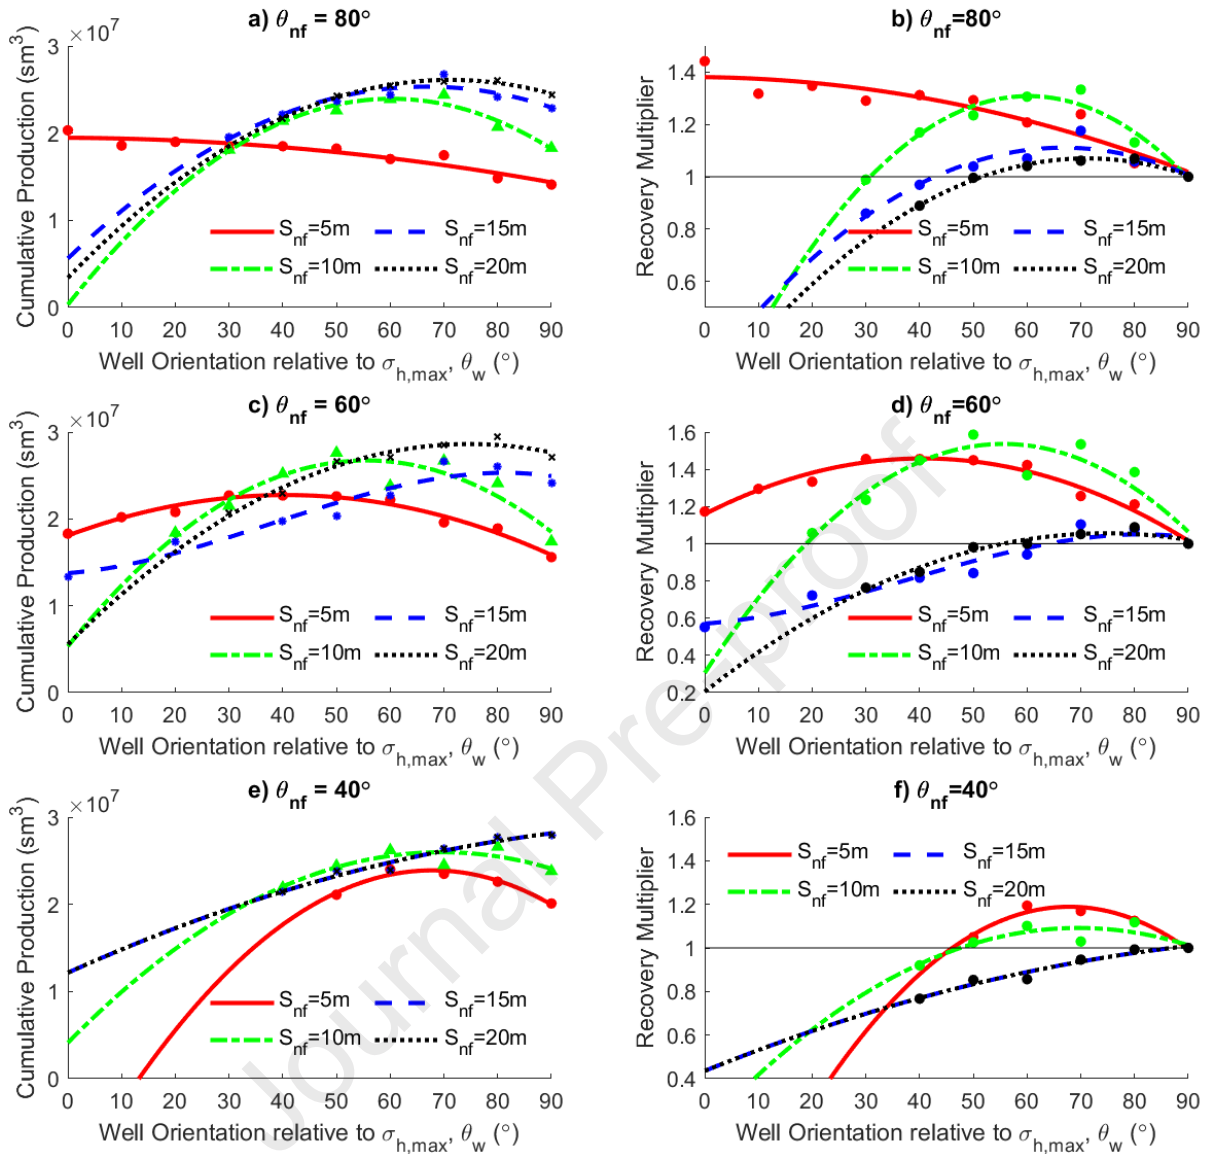 a) θnf = 80°
×10^7
Cumulative Production (sm³)
3
2
1
0
Snf=5m
Snf=15m
Snf=10m
Snf=20m
0 10 20 30 40 50 60 70 80 90
Well Orientation relative to σh,max, θw (°)
b) θnf=80°
Recovery Multiplier
1.4
1.2
1
0.8
0.6
Snf=5m
Snf=15m
Snf=10m
Snf=20m
0 10 20 30 40 50 60 70 80 90
Well Orientation relative to σh,max, θw (°)
c) θnf = 60°
×10^7
Cumulative Production (sm³)
3
2
1
0
Snf=5m
Snf=15m
Snf=10m
Snf=20m
0 10 20 30 40 50 60 70 80 90
Well Orientation relative to σh,max, θw (°)
d) θnf=60°
Recovery Multiplier
1.6
1.4
1.2
1
0.8
0.6
0.4
0.2
Snf=5m
Snf=15m
Snf=10m
Snf=20m
0 10 20 30 40 50 60 70 80 90
Well Orientation relative to σh,max, θw (°)
e) θnf = 40°
×10^7
Cumulative Production (sm³)
3
2
1
0
Snf=5m
Snf=15m
Snf=10m
Snf=20m
0 10 20 30 40 50 60 70 80 90
Well Orientation relative to σh,max, θw (°)
f) θnf=40°
Recovery Multiplier
1.6
1.4
1.2
1
0.8
0.6
0.4
Snf=5m
Snf=15m
Snf=10m
Snf=20m
0 10 20 30 40 50 60 70 80 90
Well Orientation relative to σh,max, θw (°)
Journal Pre-proof